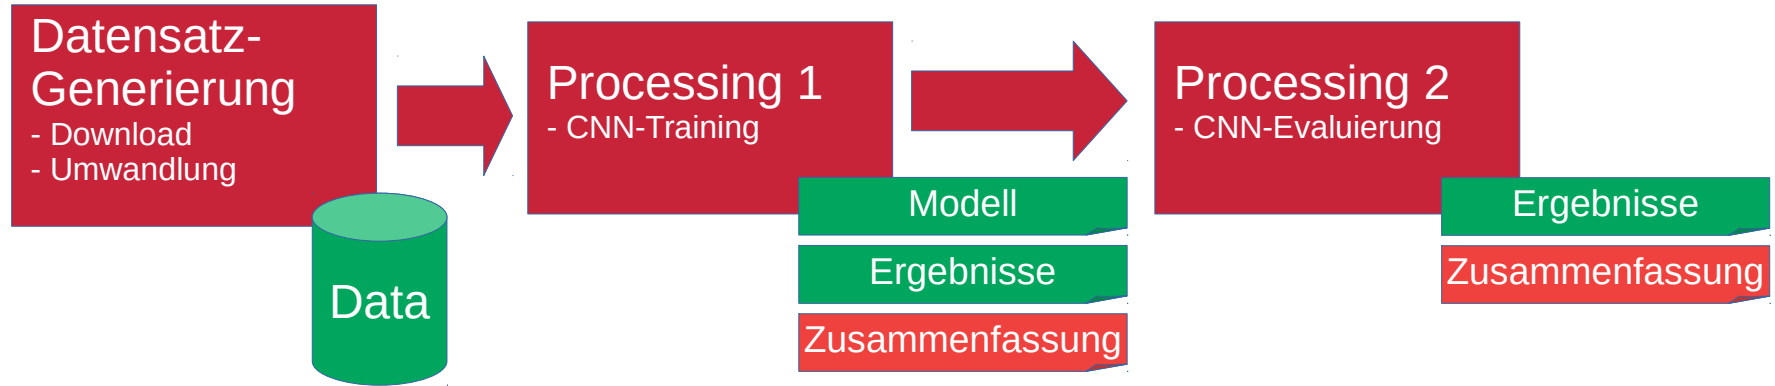 Datensatz-
Generierung
- Download
- Umwandlung
Data
Processing 1
- CNN-Training
Modell
Ergebnisse
Zusammenfassung
Processing 2
- CNN-Evaluierung
Ergebnisse
Zusammenfassung